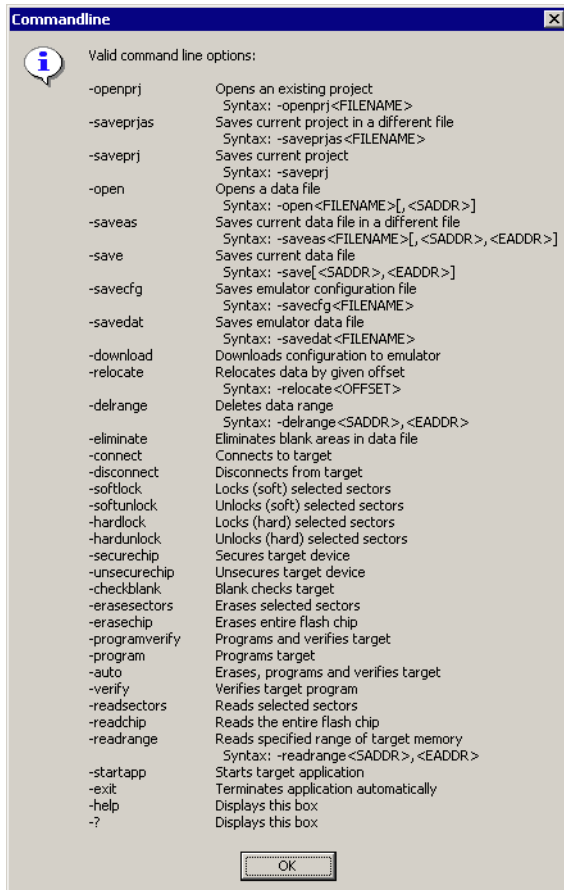 Commandline
Valid command line options:
-openprj Opens an existing project
Syntax: -openprj<FILENAME>
-saveprjas Saves current project in a different file
Syntax: -saveprjas<FILENAME>
-saveprj Saves current project
Syntax: -saveprj
-open Opens a data file
Syntax: -open<FILENAME>[,<SADDR>]
-saveas Saves current data file in a different file
Syntax: -saveas<FILENAME>[,<SADDR>,<EADDR>]
-save Saves current data file
Syntax: -save[<SADDR>,<EADDR>]
-savecfg Saves emulator configuration file
Syntax: -savecfg<FILENAME>
-savedat Saves emulator data file
Syntax: -savedat<FILENAME>
-download Downloads configuration to emulator
-relocate Relocates data by given offset
Syntax: -relocate<OFFSET>
-delrange Deletes data range
Syntax: -delrange<SADDR>,<EADDR>
-eliminate Eliminates blank areas in data file
-connect Connects to target
-disconnect Disconnects from target
-softlock Locks (soft) selected sectors
-softunlock Unlocks (soft) selected sectors
-hardlock Locks (hard) selected sectors
-hardunlock Unlocks (hard) selected sectors
-securechip Secures target device
-unsecurechip Unsecures target device
-checkblank Blank checks target
-erasesectors Erases selected sectors
-erasechip Erases entire flash chip
-programverify Programs and verifies target
-program Programs target
-auto Erases, programs and verifies target
-verify Verifies target program
-readsectors Reads selected sectors
-readchip Reads the entire flash chip
-readrange Reads specified range of target memory
Syntax: -readrange<SADDR>,<EADDR>
-startapp Starts target application
-exit Terminates application automatically
-help Displays this box
-? Displays this box
OK